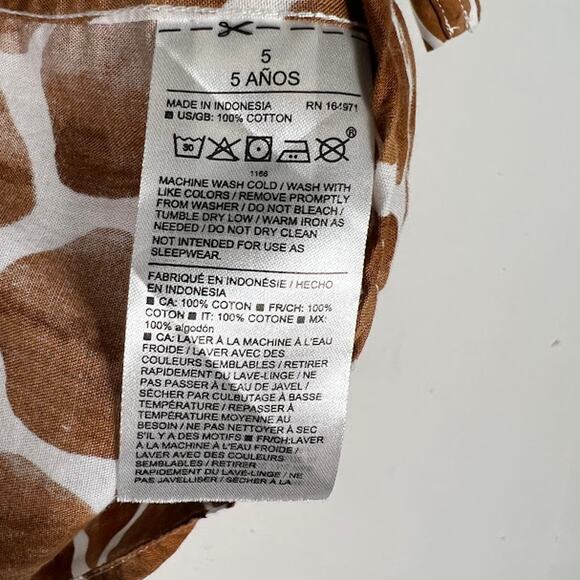 5
5 AÑOS
MADE IN INDONESIA RN 164971
■ US/GB: 100% COTTON
30
®
1166
MACHINE WASH COLD / WASH WITH
LIKE COLORS / REMOVE PROMPTLY
FROM WASHER / DO NOT BLEACH /
TUMBLE DRY LOW / WARM IRON AS
NEEDED / DO NOT DRY CLEAN
NOT INTENDED FOR USE AS
SLEEPWEAR.
FABRIQUÉ EN INDONÉSIE / HECHO
EN INDONESIA
■ CA: 100% COTON ■ FR/CH: 100%
COTON ■ IT: 100% COTONE ■ MX:
100% algodón
■ CA: LAVER À LA MACHINE À L'EAU
FROIDE / LAVER AVEC DES
COULEURS SEMBLABLES / RETIRER
RAPIDEMENT DU LAVE-LINGE / NE
PAS PASSER À L'EAU DE JAVEL /
SÉCHER PAR CULBUTAGE À BASSE
TEMPÉRATURE / REPASSER À
TEMPÉRATURE MOYENNE AU
BESOIN / NE PAS NETTOYER À SEC
S'IL Y A DES MOTIFS ■ FR/CH:LAVER
À LA MACHINE À L'EAU FROIDE /
LAVER AVEC DES COULEURS
SEMBLABLES / RETIRER
RAPIDEMENT DU LAVE-LINGE / NE
PAS JAVELLISER / SÉCHER À LA